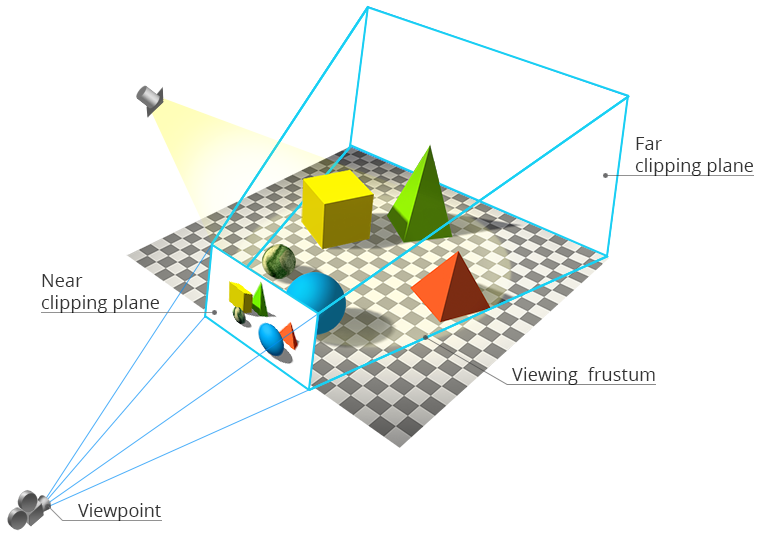 Far
clipping plane
Near
clipping plane
Viewing frustum
Viewpoint